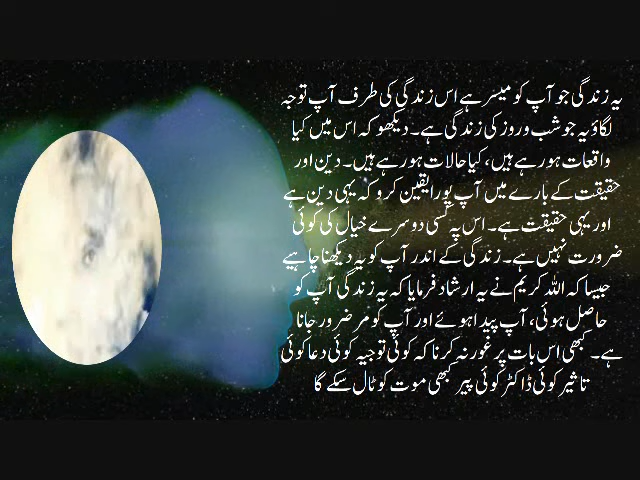 یہ زندگی جو آپ کو میسر ہے اس زندگی کی طرف آپ توجہ
لگاؤ یہ جو شب و روز کی زندگی ہے۔ دیکھو کہ اس میں کیا
واقعات ہو رہے ہیں، کیا حالات ہو رہے ہیں۔ دین اور
حقیقت کے بارے میں آپ پورا یقین کرو کہ یہی دین ہے
اور یہی حقیقت ہے۔ اس پہ کسی دوسرے خیال کی کوئی
ضرورت نہیں ہے۔ زندگی کے اندر آپ کو یہ دیکھنا چاہیے
جیسا کہ اللہ کریم نے یہ ارشاد فرمایا کہ یہ زندگی آپ کو
حاصل ہوئی، آپ پیدا ہوئے اور آپ کو مر ضرور جانا
ہے۔ کبھی اس بات پر غور نہ کرنا کہ کوئی توجیہ کوئی دعا کوئی
تاثیر کوئی ڈاکٹر کوئی پیر کبھی موت کو ٹال سکے گا